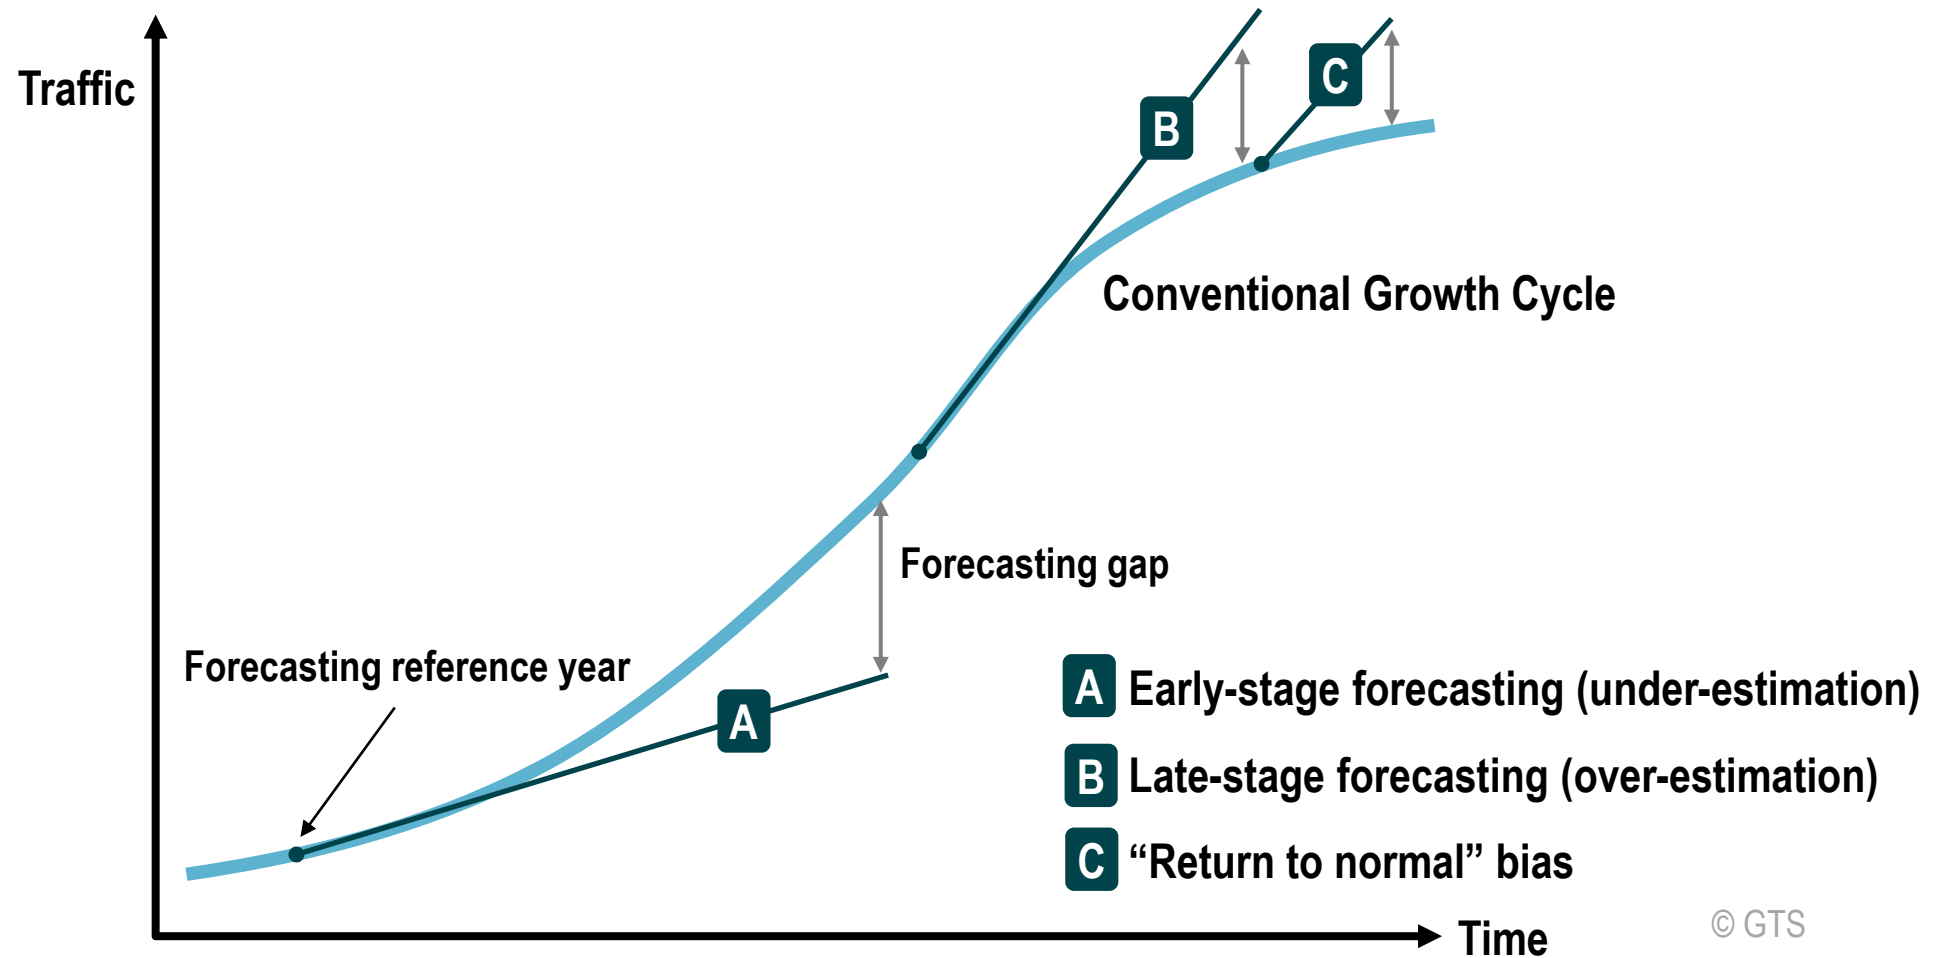 Traffic
C
B
Conventional Growth Cycle
Forecasting gap
Forecasting reference year
A
A Early-stage forecasting (under-estimation)
B Late-stage forecasting (over-estimation)
C “Return to normal” bias
© GTS
Time